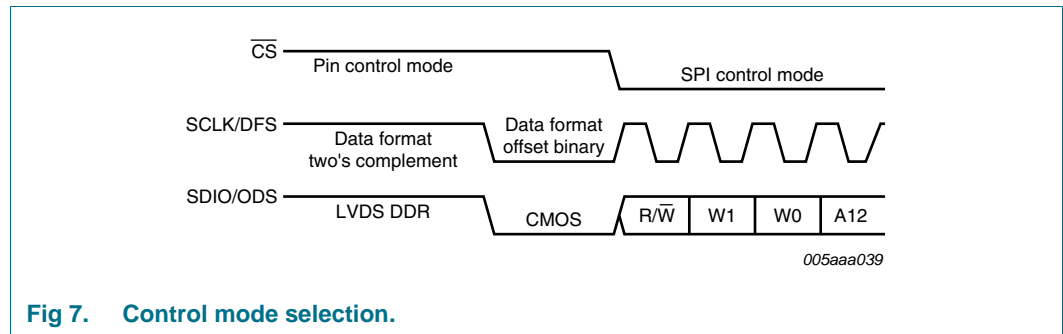 CS
Pin control mode
SPI control mode
SCLK/DFS
Data format
two's complement
Data format
offset binary
SDIO/ODS
LVDS DDR
CMOS
R/W̅
W1
W0
A12
005aaa039
Fig 7. Control mode selection.